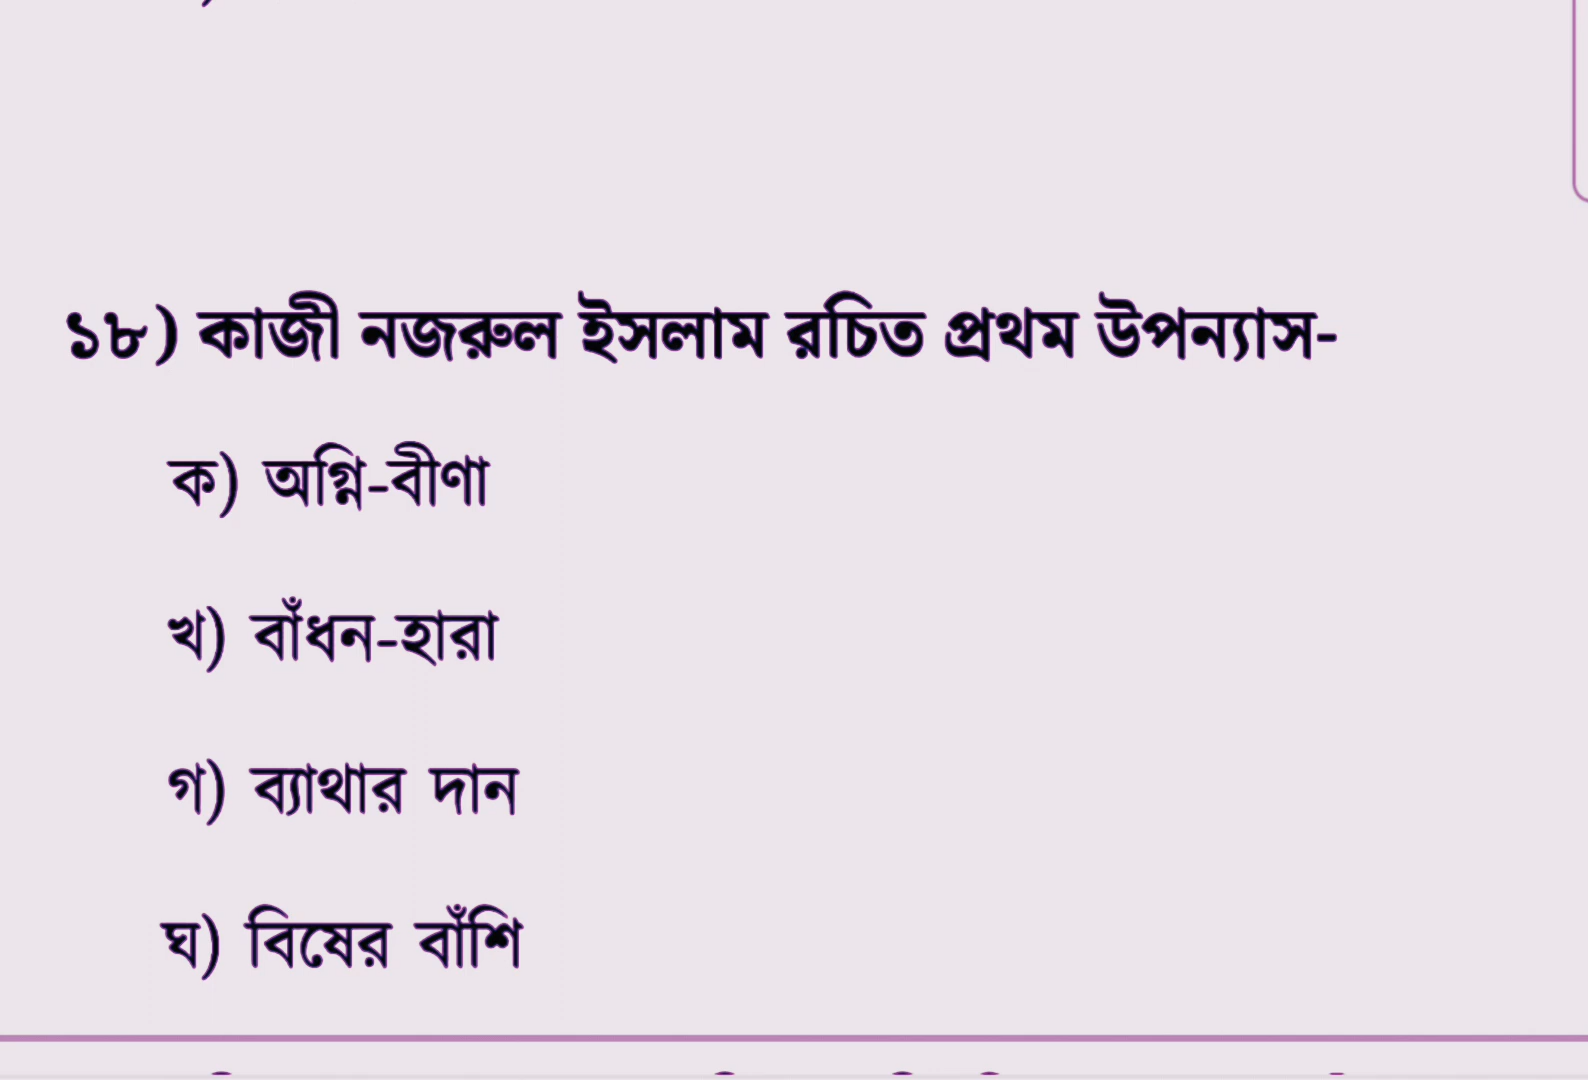 ১৮) কাজী নজরুল ইসলাম রচিত প্রথম উপন্যাস-
ক) অগ্নি-বীণা
খ) বাঁধন-হারা
গ) ব্যাথার দান
ঘ) বিষের বাঁশি